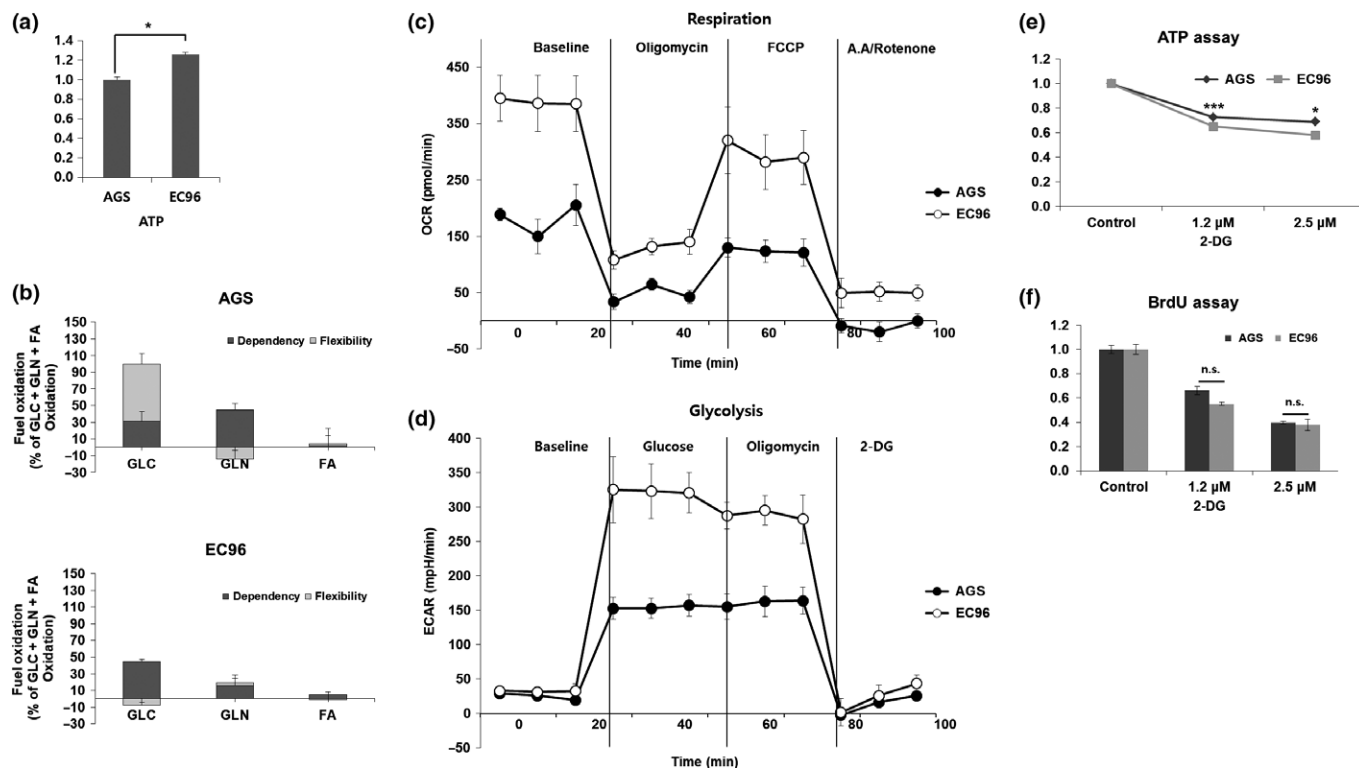 (a)
*
1.4
1.2
1.0
0.8
0.6
0.4
0.2
0.0
AGS EC96
ATP
(b)
AGS
Fuel oxidation
(% of GLC + GLN + FA
Oxidation)
150
130
110
90
70
50
30
10
−10
−30
Dependency Flexibility
GLC GLN FA
EC96
Fuel oxidation
(% of GLC + GLN + FA
Oxidation)
150
130
110
90
70
50
30
10
−10
−30
Dependency Flexibility
GLC GLN FA
(c)
Respiration
Baseline Oligomycin FCCP A.A/Rotenone
OCR (pmol/min)
450
350
250
150
50
−50
0 20 40 60 80 100
Time (min)
AGS
EC96
(d)
Glycolysis
Baseline Glucose Oligomycin 2-DG
ECAR (mpH/min)
400
350
300
250
200
150
100
50
0
−50
0 20 40 60 80 100
Time (min)
AGS
EC96
(e)
ATP assay
AGS EC96
1.2
1.0
0.8
0.6
0.4
0.2
0.0
*** *
Control 1.2 µM 2.5 µM
2-DG
(f)
BrdU assay
AGS EC96
1.2
1.0
0.8
0.6
0.4
0.2
0.0
n.s. n.s.
Control 1.2 µM 2.5 µM
2-DG